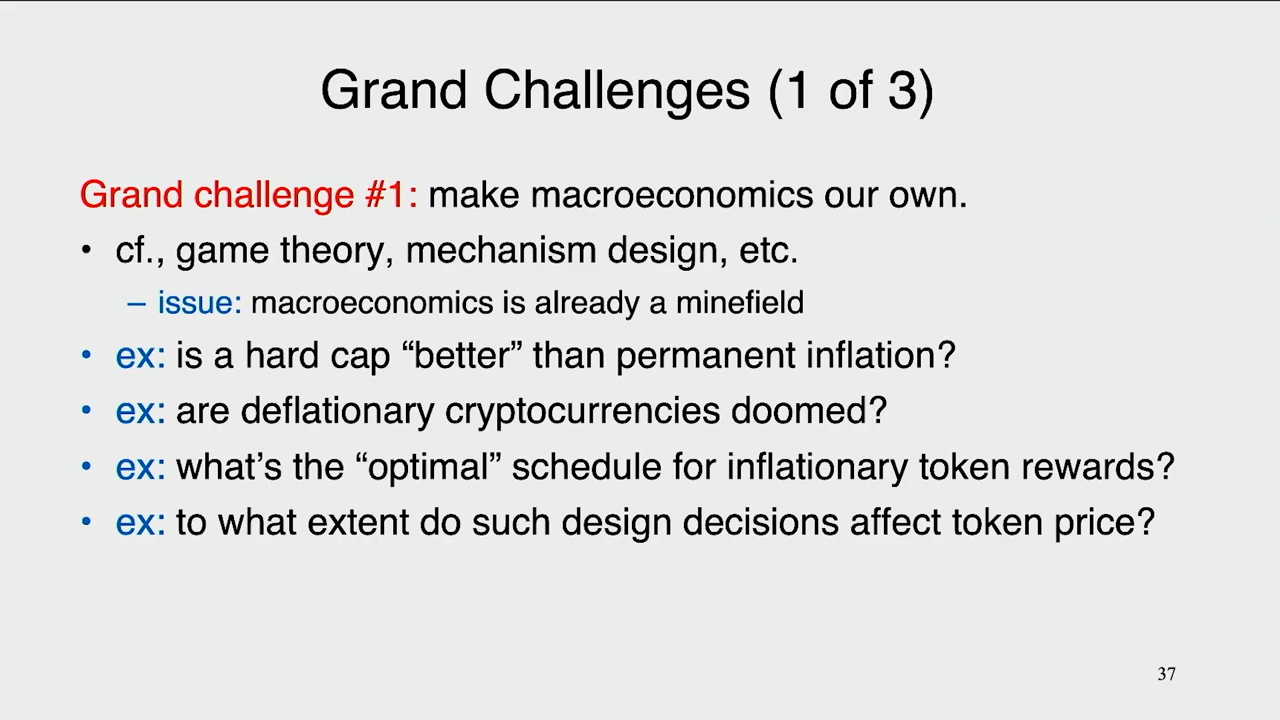 Grand Challenges (1 of 3)
Grand challenge #1: make macroeconomics our own.
• cf., game theory, mechanism design, etc.
– issue: macroeconomics is already a minefield
• ex: is a hard cap “better” than permanent inflation?
• ex: are deflationary cryptocurrencies doomed?
• ex: what’s the “optimal” schedule for inflationary token rewards?
• ex: to what extent do such design decisions affect token price?
37